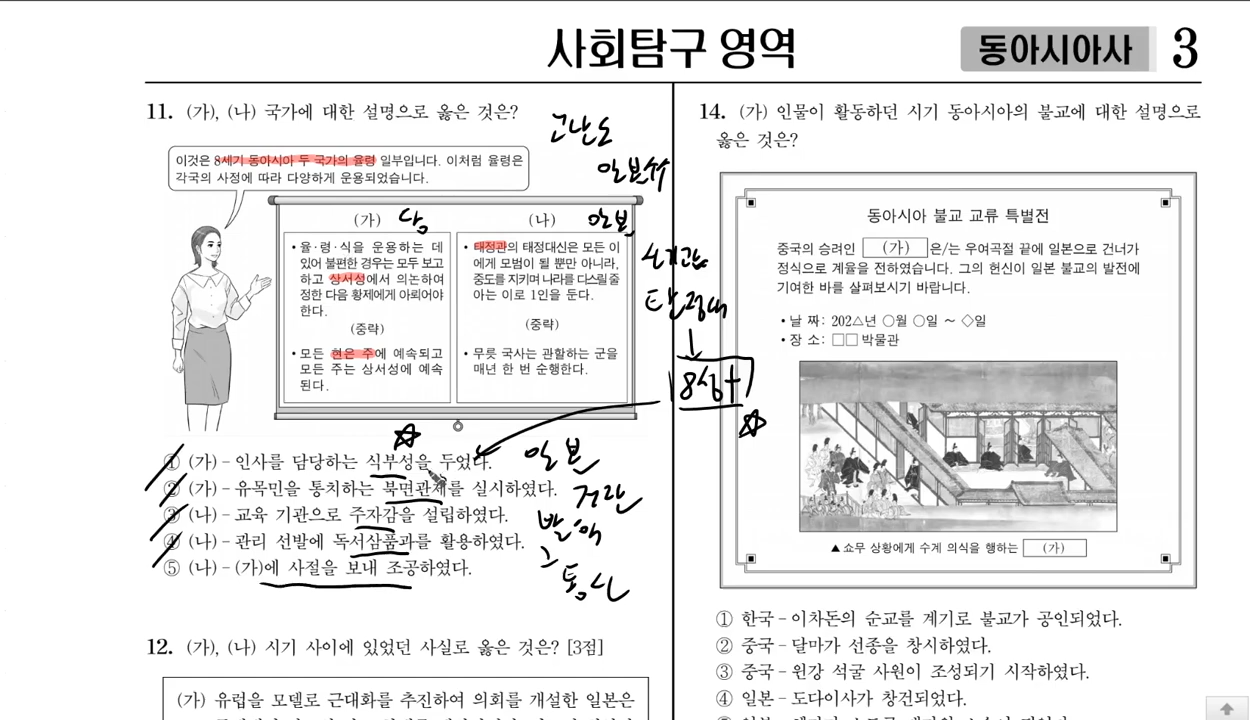 사회탐구 영역
동아시아사
3
11. (가), (나) 국가에 대한 설명으로 옳은 것은?
이것은 8세기 동아시아 두 국가의 율령 일부입니다. 이처럼 율령은
각국의 사정에 따라 다양하게 운용되었습니다.
(가)
당
• 율·령·식을 운용하는 데
있어 불편한 경우는 모두 보고
하고 상서성에서 의논하여
정한 다음 황제에게 아뢰어야
한다.
(중략)
• 모든 현은 주에 예속되고
모든 주는 상서성에 예속
된다.
(나)
일본
• 태정관의 태정대신은 모든 이
에게 모범이 될 뿐만 아니라,
중도를 지키며 나라를 다스릴 줄
아는 이로 1인을 둔다.
(중략)
• 무릇 국사는 관할하는 군을
매년 한 번 순행한다.
고난도
8성
① (가) - 인사를 담당하는 식부성을 두었다.
② (가) - 유목민을 통치하는 북면관제를 실시하였다.
③ (나) - 교육 기관으로 주자감을 설립하였다.
④ (나) - 관리 선발에 독서삼품과를 활용하였다.
⑤ (나) - (가)에 사절을 보내 조공하였다.
일본
거란
발해
통신
12. (가), (나) 시기 사이에 있었던 사실로 옳은 것은? [3점]
(가) 유럽을 모델로 근대화를 추진하여 의회를 개설한 일본은
14. (가) 인물이 활동하던 시기 동아시아의 불교에 대한 설명으로
옳은 것은?
동아시아 불교 교류 특별전
중국의 승려인 (가) 은/는 우여곡절 끝에 일본으로 건너가
정식으로 계율을 전하였습니다. 그의 헌신이 일본 불교의 발전에
기여한 바를 살펴보시기 바랍니다.
• 날 짜: 202△년 ○월 ○일 ~ ◇일
• 장 소: □□ 박물관
▲ 쇼무 상황에게 수계 의식을 행하는 (가)
① 한국 - 이차돈의 순교를 계기로 불교가 공인되었다.
② 중국 - 달마가 선종을 창시하였다.
③ 중국 - 윈강 석굴 사원이 조성되기 시작하였다.
④ 일본 - 도다이사가 창건되었다.